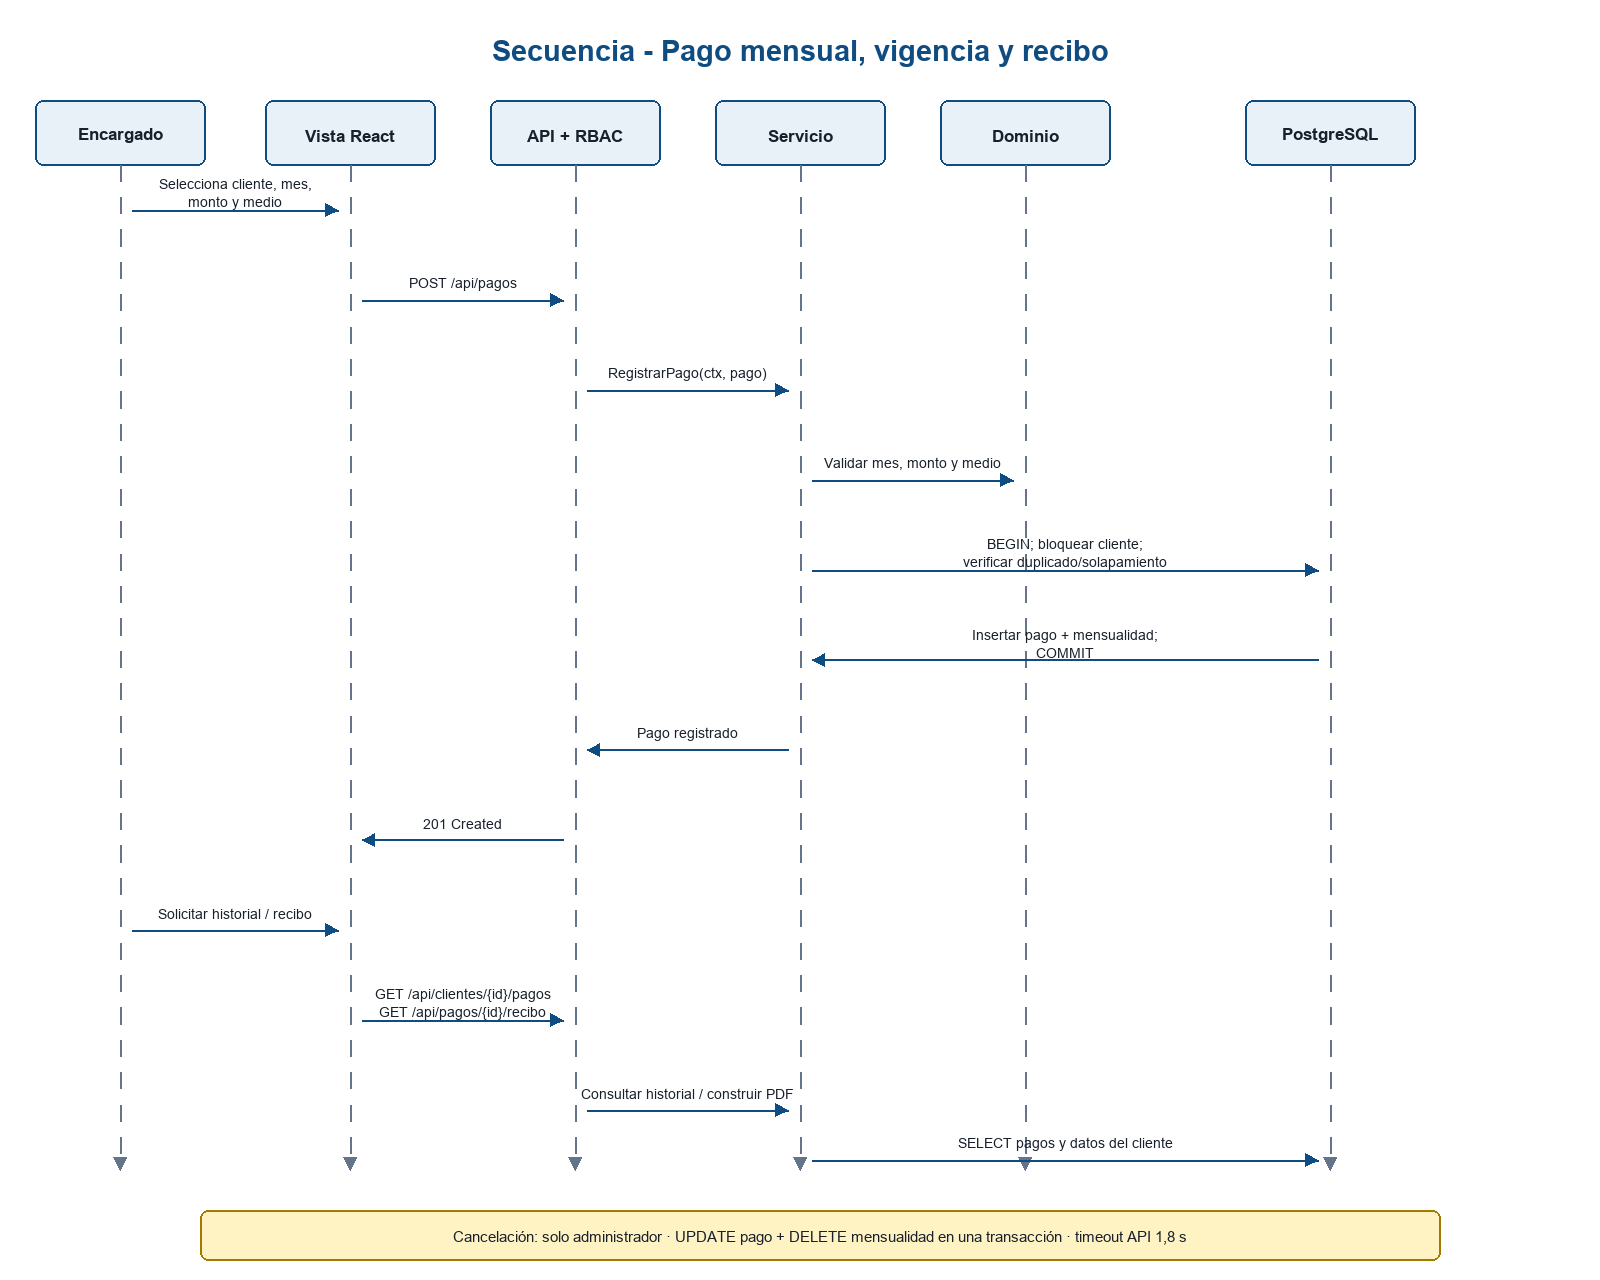 Secuencia - Pago mensual, vigencia y recibo
Encargado
Vista React
API + RBAC
Servicio
Dominio
PostgreSQL
Selecciona cliente, mes,
monto y medio
POST /api/pagos
RegistrarPago(ctx, pago)
Validar mes, monto y medio
BEGIN; bloquear cliente;
verificar duplicado/solapamiento
Insertar pago + mensualidad;
COMMIT
Pago registrado
201 Created
Solicitar historial / recibo
GET /api/clientes/{id}/pagos
GET /api/pagos/{id}/recibo
Consultar historial / construir PDF
SELECT pagos y datos del cliente
Cancelación: solo administrador · UPDATE pago + DELETE mensualidad en una transacción · timeout API 1,8 s